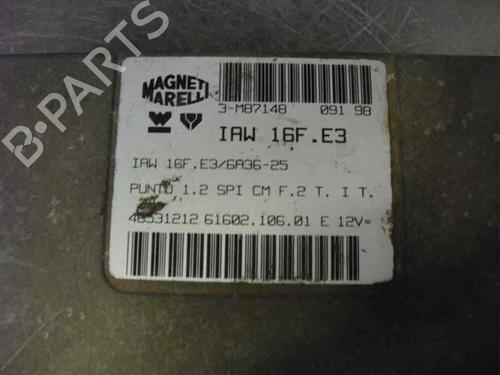 MAGNETI
MARELLI
3-M87148 091 98
IAW 16F.E3
IAW 16F.E3/6A36-25
PUNTO 1.2 SPI CM F.2 T. I T.
46531212 61602.106.01 E 12V=
B-PARTS